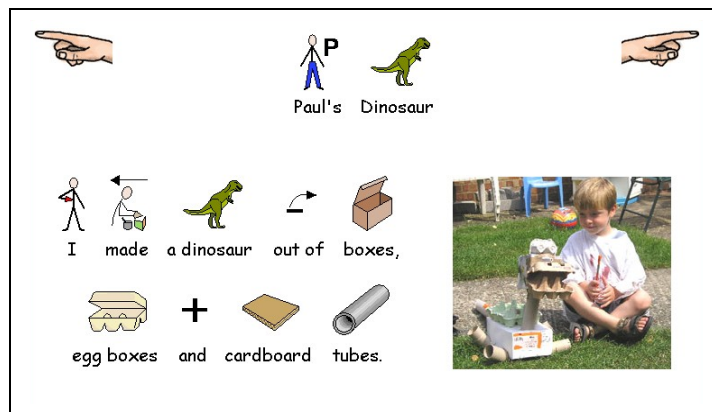 P
Paul's Dinosaur
I made a dinosaur out of boxes,
egg boxes and cardboard tubes.